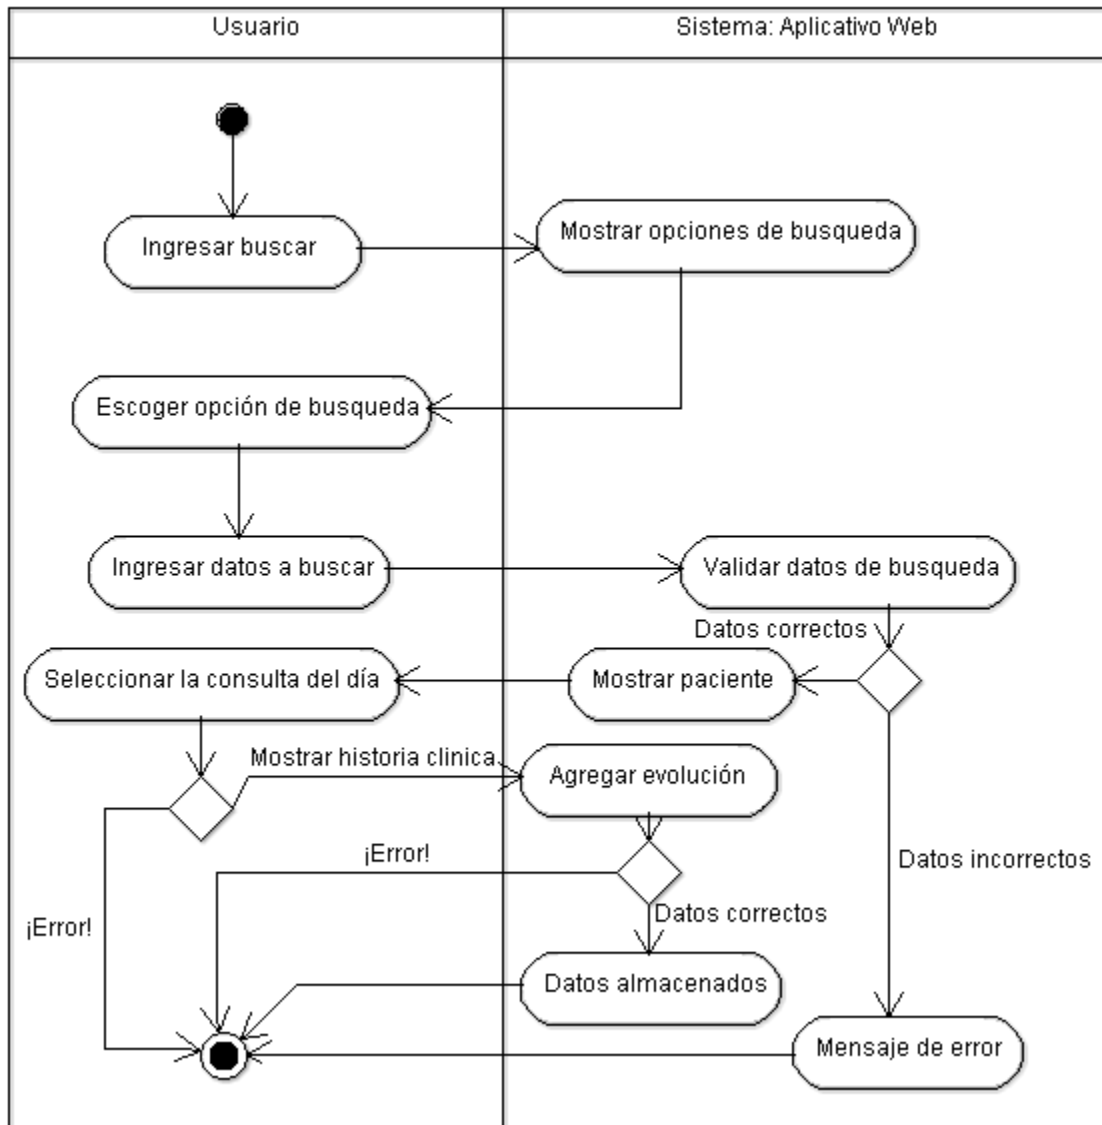 Usuario
Sistema: Aplicativo Web
Ingresar buscar
Mostrar opciones de busqueda
Escoger opción de busqueda
Ingresar datos a buscar
Validar datos de busqueda
Datos correctos
Seleccionar la consulta del día
Mostrar paciente
Mostrar historia clinica
Agregar evolución
¡Error!
Datos incorrectos
¡Error!
Datos correctos
Datos almacenados
Mensaje de error